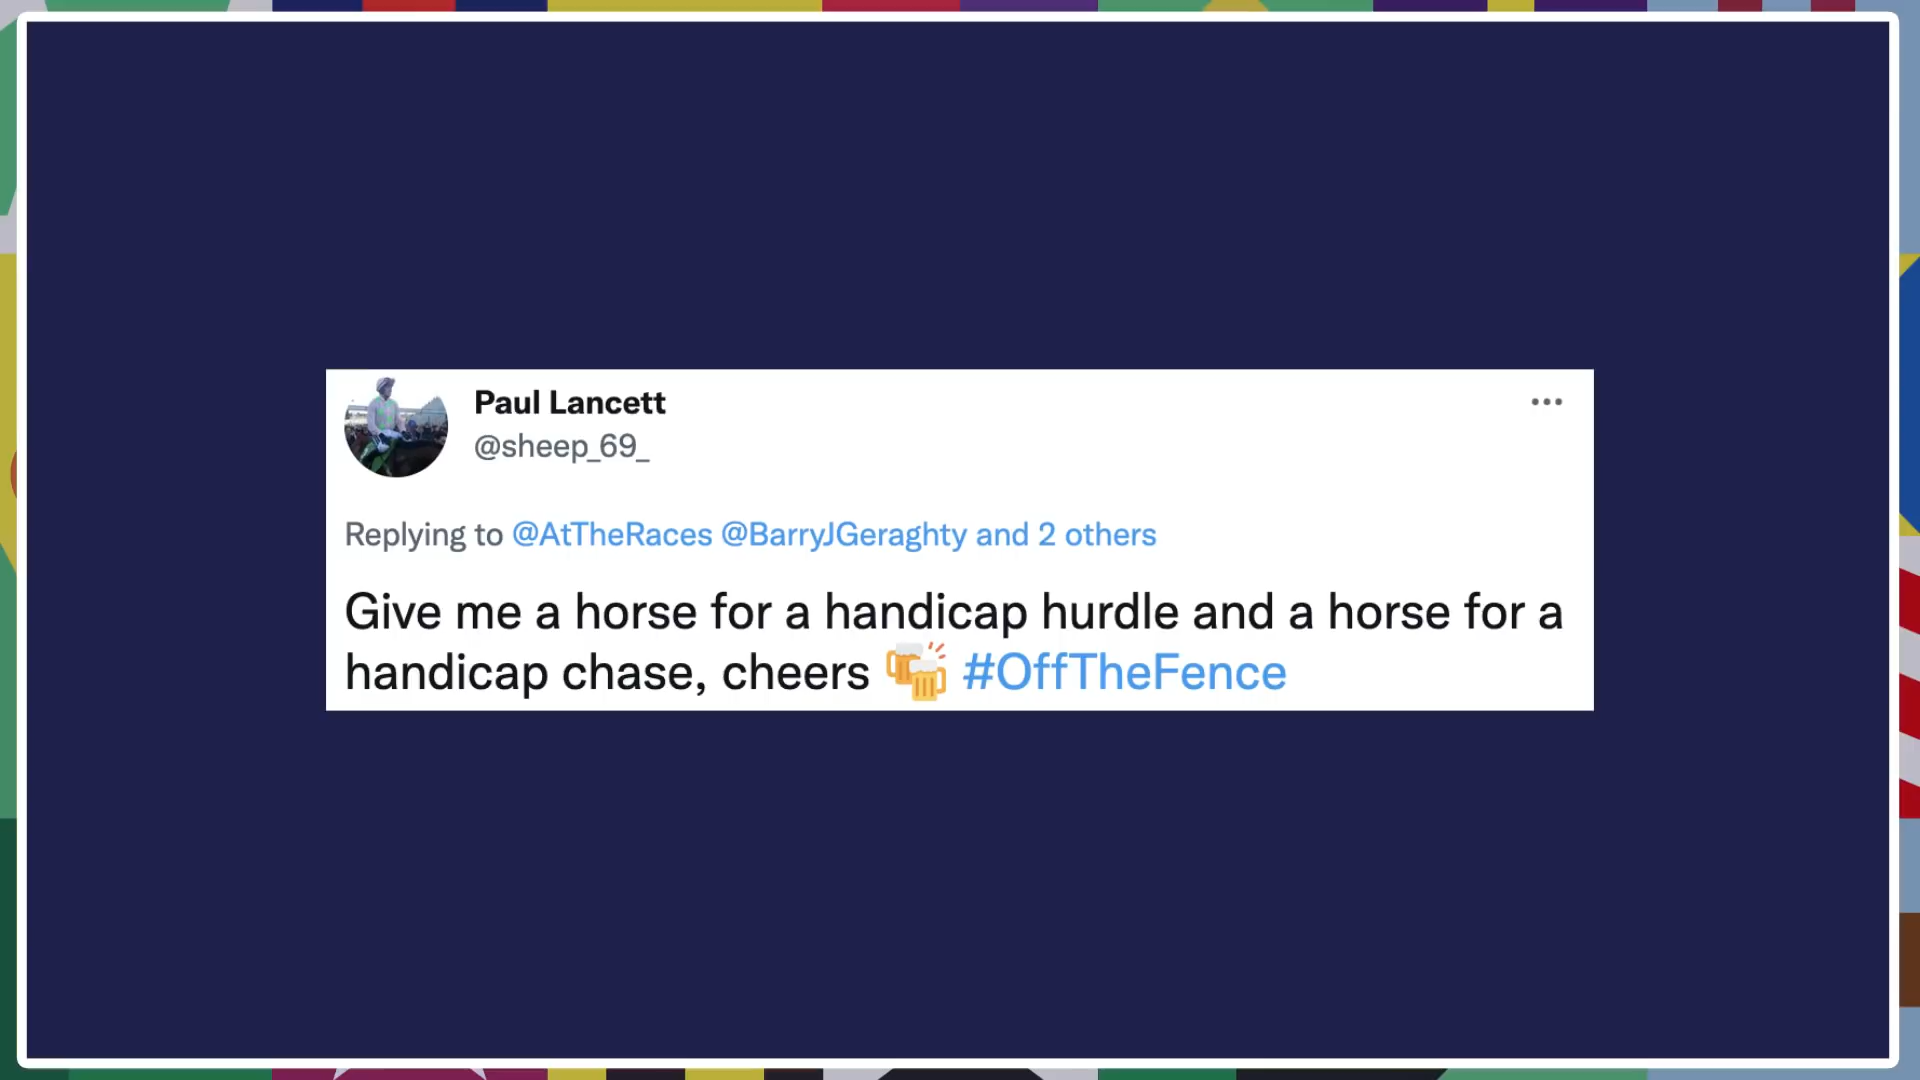 Paul Lancett
@sheep_69_
Replying to @AtTheRaces @BarryJGeraghty and 2 others
Give me a horse for a handicap hurdle and a horse for a
handicap chase, cheers 🍻 #OffTheFence